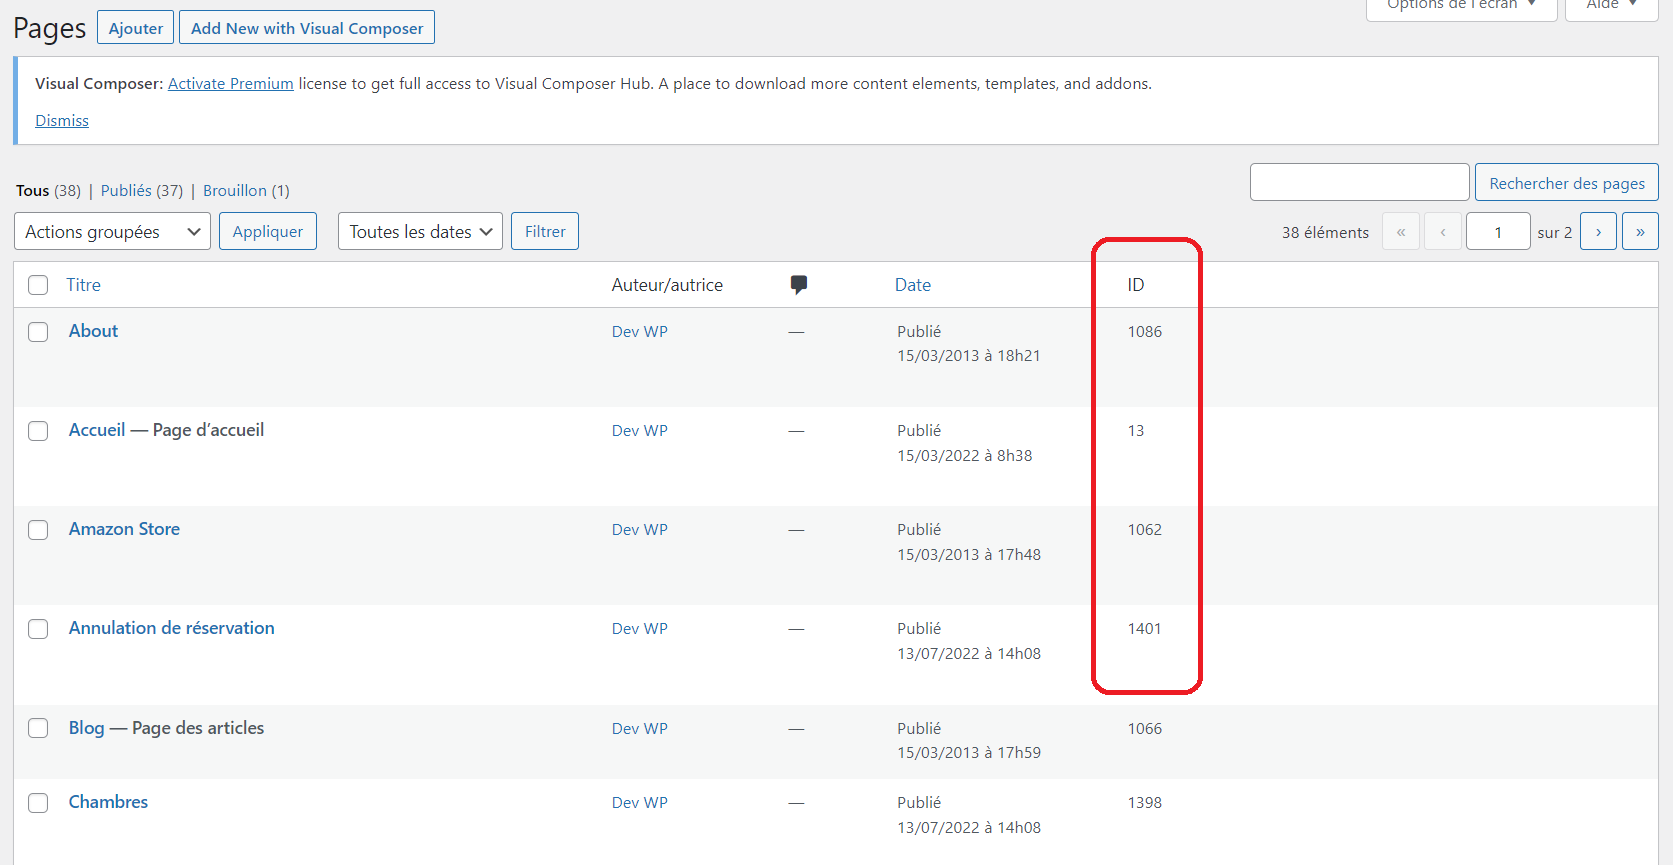 Options de l'écran ▼ Aide ▼
Pages Ajouter Add New with Visual Composer
Visual Composer: Activate Premium license to get full access to Visual Composer Hub. A place to download more content elements, templates, and addons.
Dismiss
Tous (38) | Publiés (37) | Brouillon (1)
Rechercher des pages
Actions groupées Appliquer Toutes les dates Filtrer 38 éléments « ‹ 1 sur 2 › »
Titre Auteur/autrice Date ID
About Dev WP — Publié 1086
15/03/2013 à 18h21
Accueil — Page d’accueil Dev WP — Publié 13
15/03/2022 à 8h38
Amazon Store Dev WP — Publié 1062
15/03/2013 à 17h48
Annulation de réservation Dev WP — Publié 1401
13/07/2022 à 14h08
Blog — Page des articles Dev WP — Publié 1066
15/03/2013 à 17h59
Chambres Dev WP — Publié 1398
13/07/2022 à 14h08